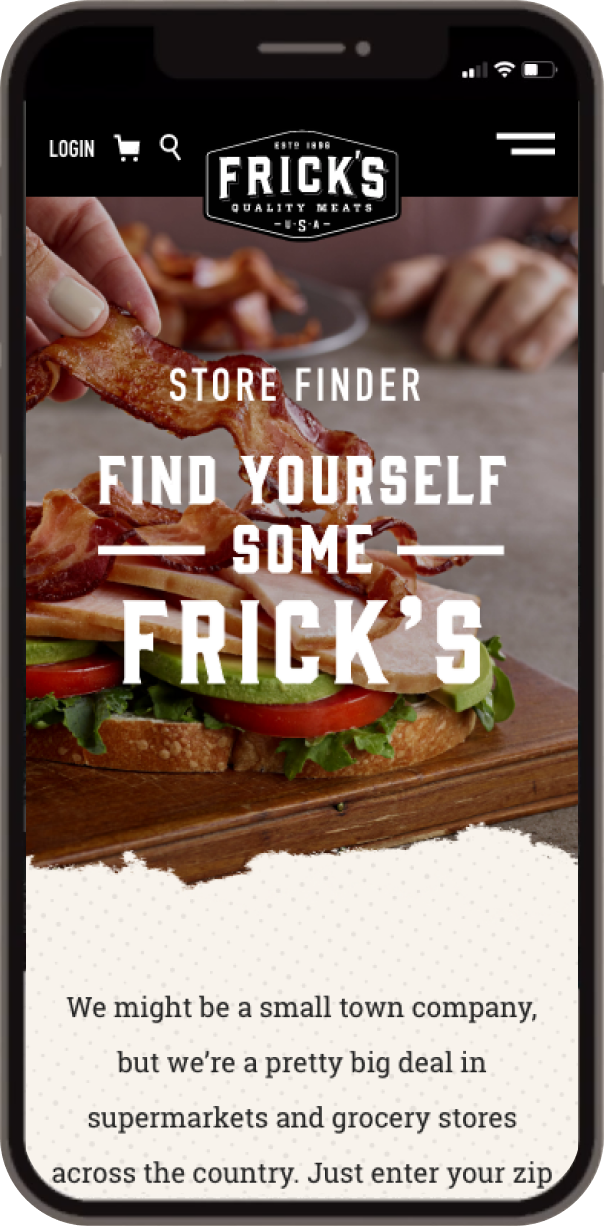 LOGIN
ESTD 1896
FRICK'S
QUALITY MEATS
U·S·A
STORE FINDER
FIND YOURSELF
SOME
FRICK'S
We might be a small town company,
but we're a pretty big deal in
supermarkets and grocery stores
across the country. Just enter your zip